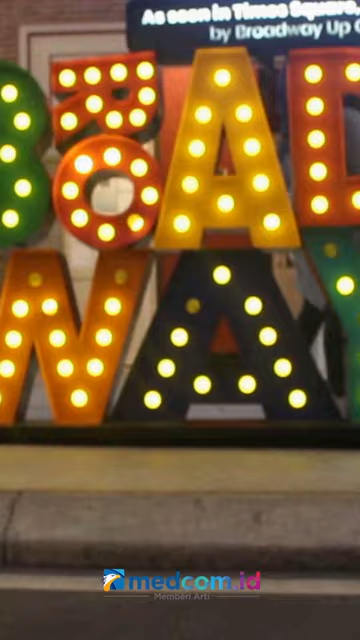 As seen in Times Square,
by Broadway Up C
BROAD
WAY
medcom.id
Memberi Arti